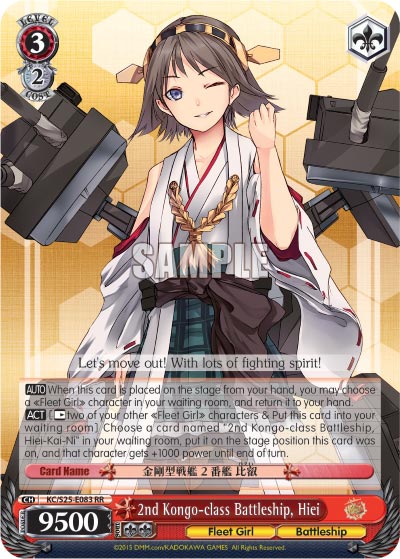 LEVEL
3
2
COST
SAMPLE
Let's move out! With lots of fighting spirit!
AUTO When this card is placed on the stage from your hand, you may choose
a «Fleet Girl» character in your waiting room, and return it to your hand.
ACT [ two of your other «Fleet Girl» characters & Put this card into your
waiting room] Choose a card named "2nd Kongo-class Battleship,
Hiei-Kai-Ni" in your waiting room, put it on the stage position this card was
on, and that character gets +1000 power until end of turn.
Card Name 金剛型戦艦 2 番艦 比叡
CH KC/S25-E083 RR
2nd Kongo-class Battleship, Hiei
POWER
9500
Fleet Girl
Battleship
©2013 DMM.com/KADOKAWA GAMES All Rights Reserved.